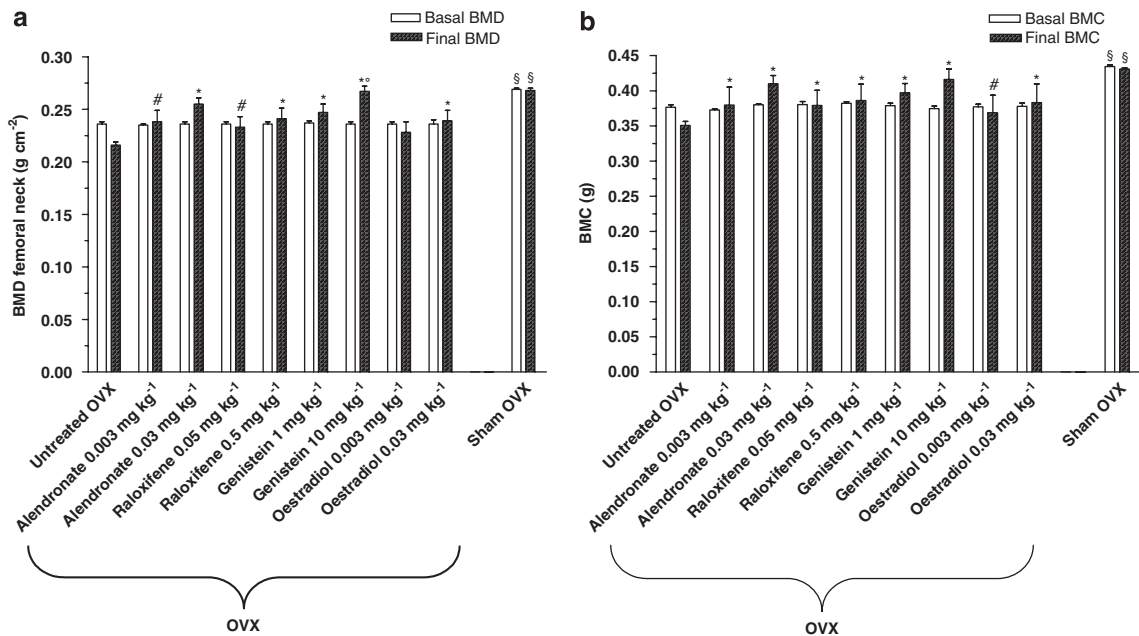 a
Basal BMD
Final BMD
BMD femoral neck (g cm⁻²)
0.30
0.25
0.20
0.15
0.10
0.05
0.00
# * # * * *° * § §
Untreated OVX
Alendronate 0.003 mg kg⁻¹
Alendronate 0.03 mg kg⁻¹
Raloxifene 0.05 mg kg⁻¹
Raloxifene 0.5 mg kg⁻¹
Genistein 1 mg kg⁻¹
Genistein 10 mg kg⁻¹
Oestradiol 0.003 mg kg⁻¹
Oestradiol 0.03 mg kg⁻¹
Sham OVX
OVX
b
Basal BMC
Final BMC
BMC (g)
0.45
0.40
0.35
0.30
0.25
0.20
0.15
0.10
0.05
0.00
* * * * * * # * § §
Untreated OVX
Alendronate 0.003 mg kg⁻¹
Alendronate 0.03 mg kg⁻¹
Raloxifene 0.05 mg kg⁻¹
Raloxifene 0.5 mg kg⁻¹
Genistein 1 mg kg⁻¹
Genistein 10 mg kg⁻¹
Oestradiol 0.003 mg kg⁻¹
Oestradiol 0.03 mg kg⁻¹
Sham OVX
OVX